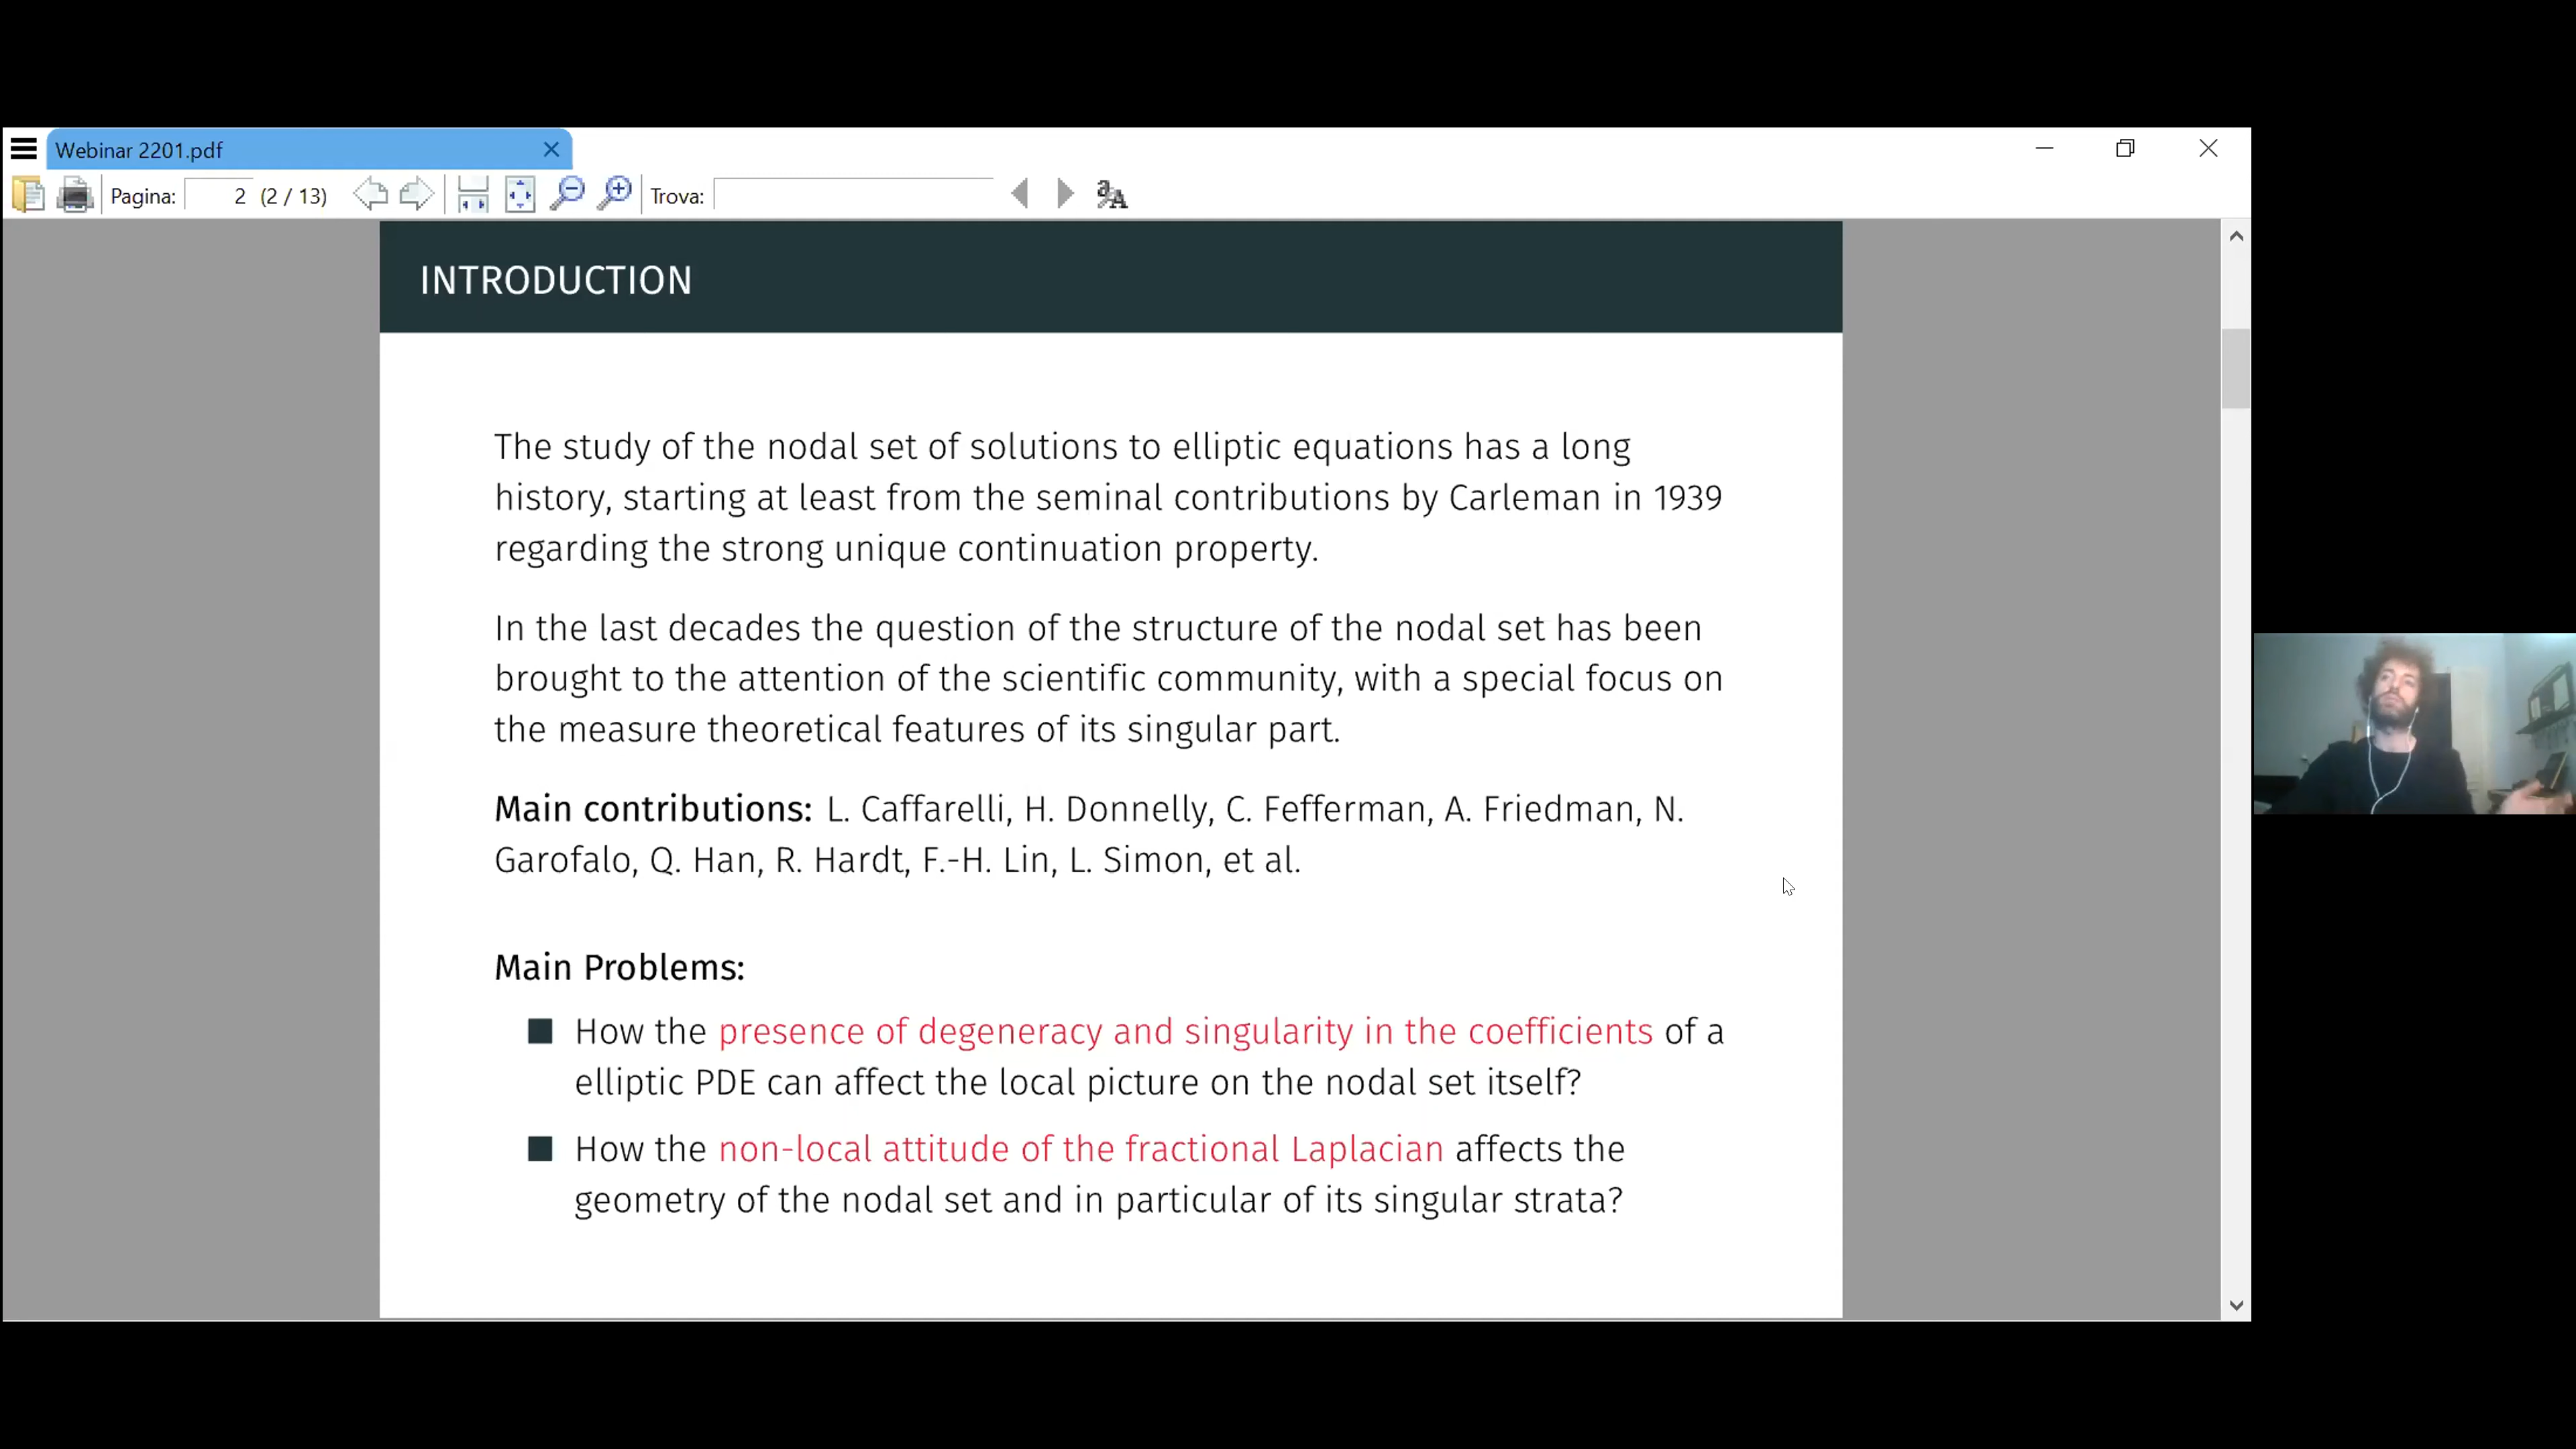 Webinar 2201.pdf
Pagina: 2 (2 / 13) Trova:
INTRODUCTION
The study of the nodal set of solutions to elliptic equations has a long
history, starting at least from the seminal contributions by Carleman in 1939
regarding the strong unique continuation property.
In the last decades the question of the structure of the nodal set has been
brought to the attention of the scientific community, with a special focus on
the measure theoretical features of its singular part.
Main contributions: L. Caffarelli, H. Donnelly, C. Fefferman, A. Friedman, N.
Garofalo, Q. Han, R. Hardt, F.-H. Lin, L. Simon, et al.
Main Problems:
How the presence of degeneracy and singularity in the coefficients of a
elliptic PDE can affect the local picture on the nodal set itself?
How the non-local attitude of the fractional Laplacian affects the
geometry of the nodal set and in particular of its singular strata?